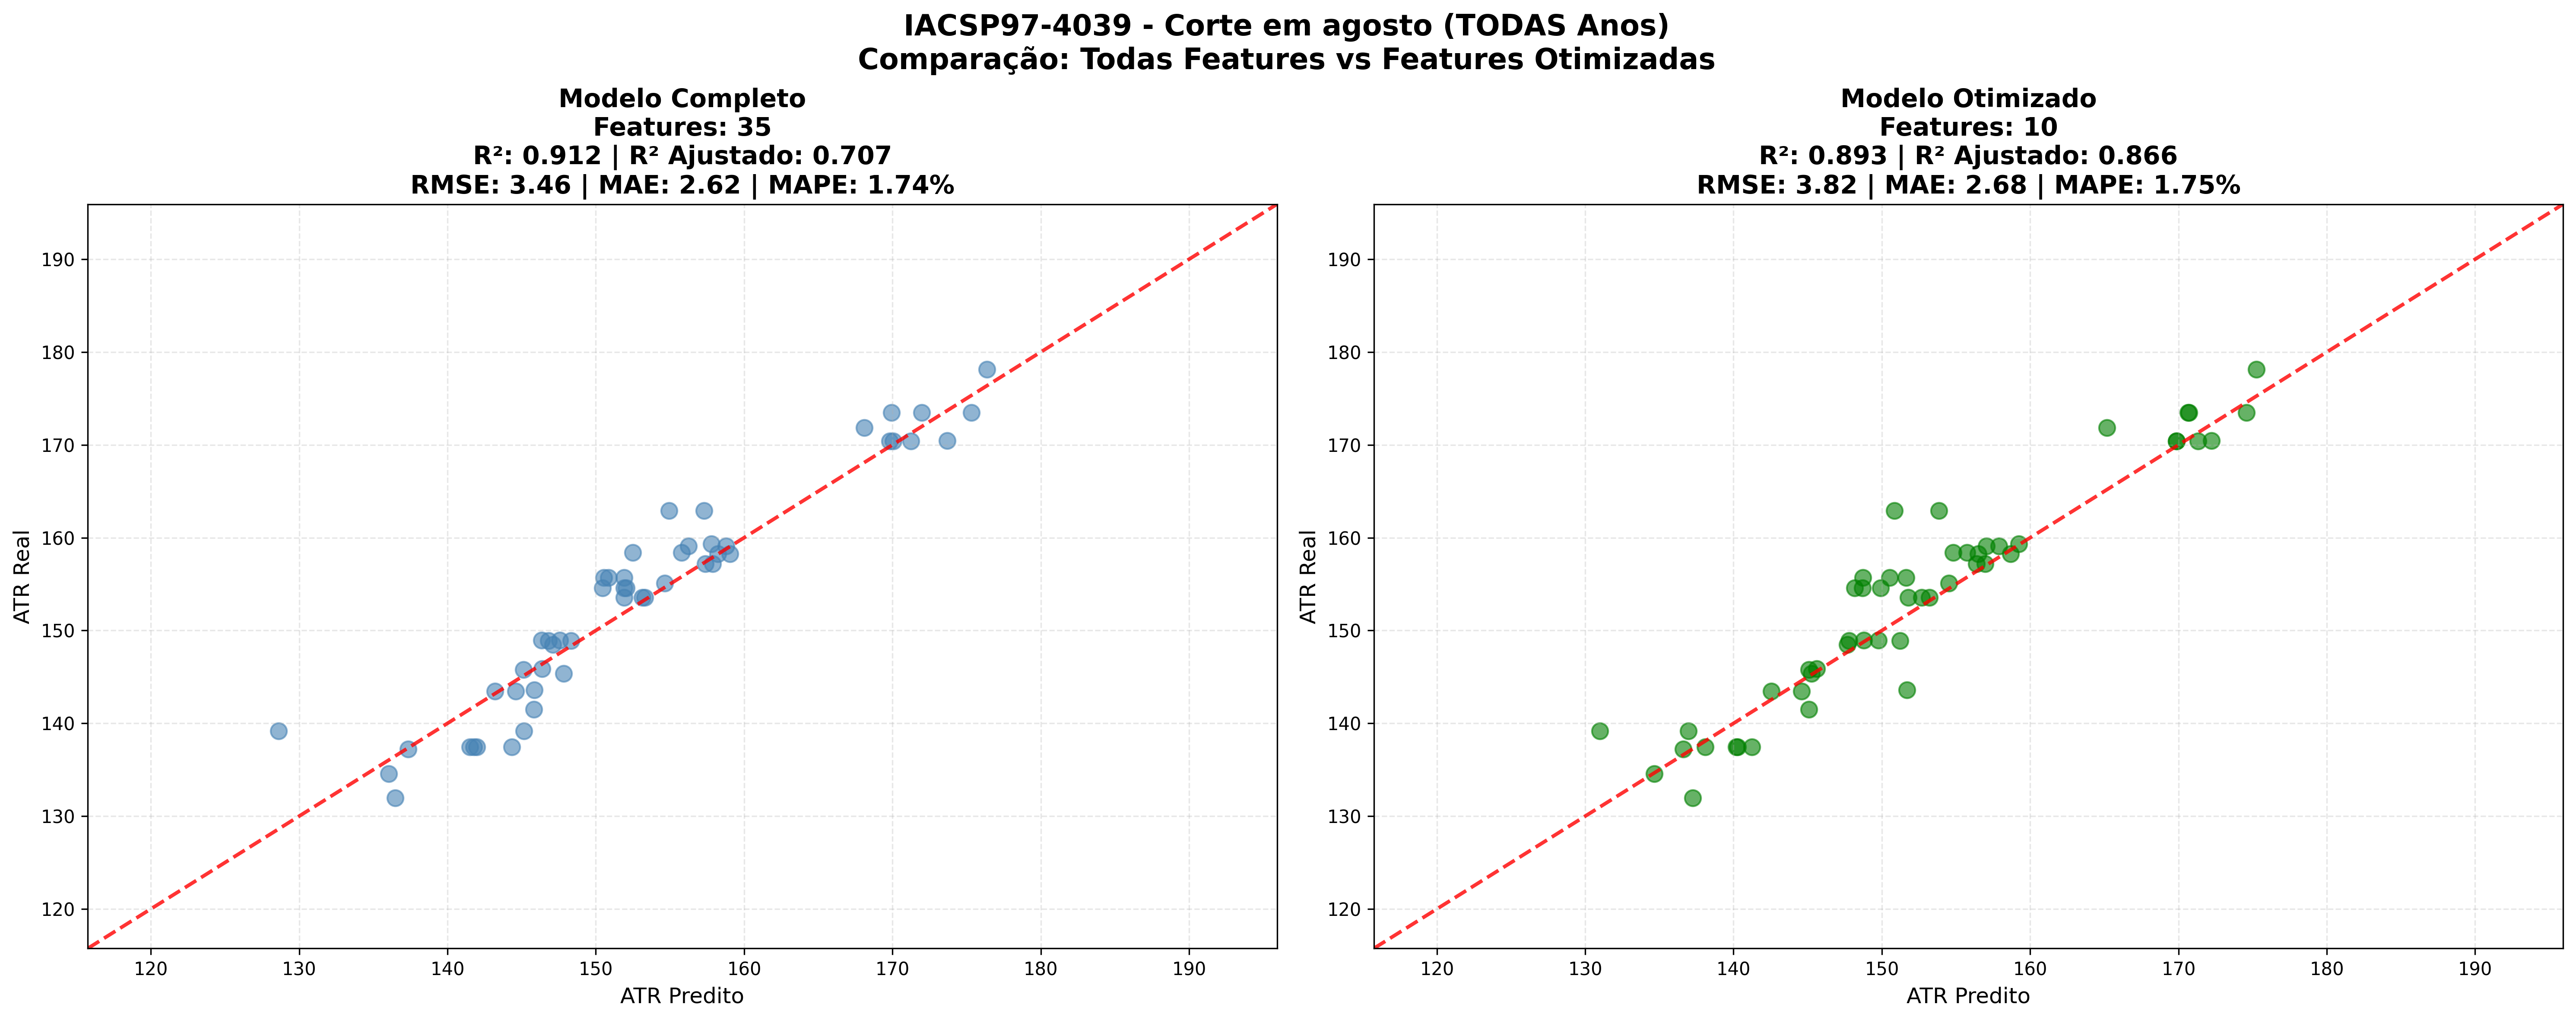 IACSP97-4039 - Corte em agosto (TODAS Anos)
Comparação: Todas Features vs Features Otimizadas
Modelo Completo
Features: 35
R²: 0.912 | R² Ajustado: 0.707
RMSE: 3.46 | MAE: 2.62 | MAPE: 1.74%
190
180
170
160
150
140
130
120
ATR Real
120 130 140 150 160 170 180 190
ATR Predito
Modelo Otimizado
Features: 10
R²: 0.893 | R² Ajustado: 0.866
RMSE: 3.82 | MAE: 2.68 | MAPE: 1.75%
190
180
170
160
150
140
130
120
ATR Real
120 130 140 150 160 170 180 190
ATR Predito